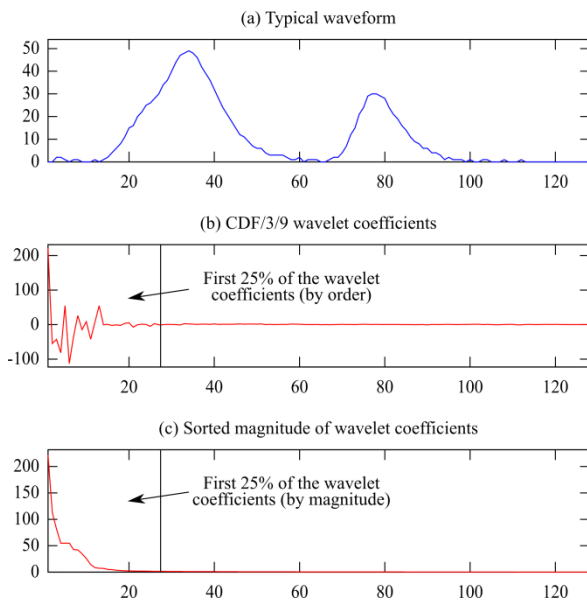 (a) Typical waveform
50
40
30
20
10
0
20 40 60 80 100 120
(b) CDF/3/9 wavelet coefficients
200
100
0
-100
First 25% of the wavelet
coefficients (by order)
20 40 60 80 100 120
(c) Sorted magnitude of wavelet coefficients
200
150
100
50
0
First 25% of the wavelet
coefficients (by magnitude)
20 40 60 80 100 120